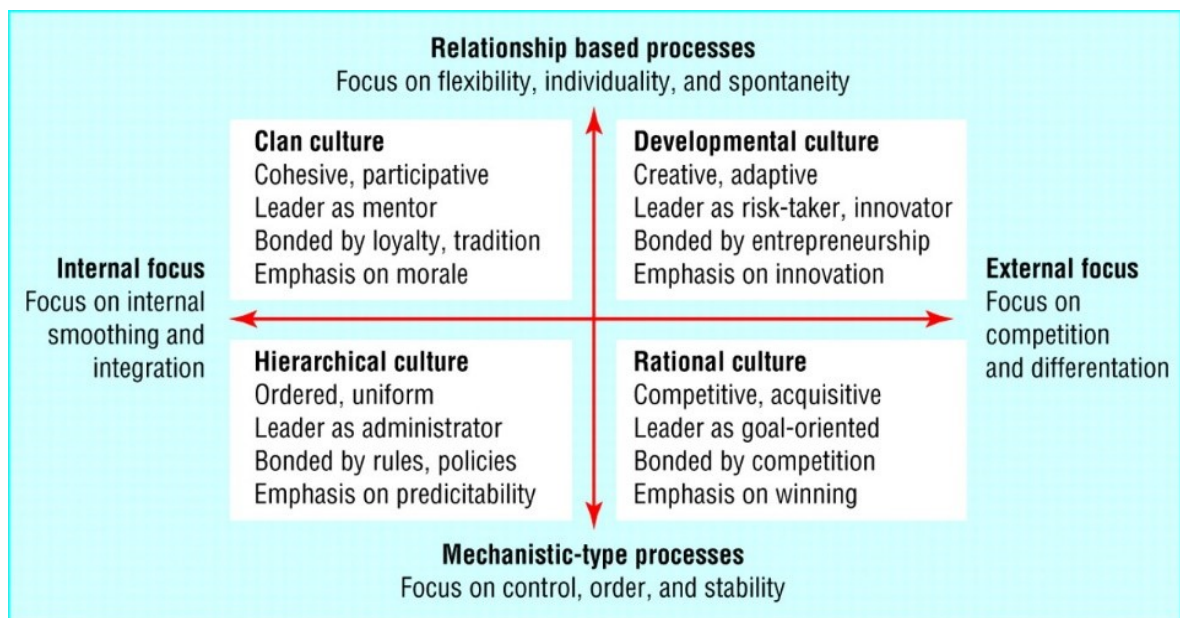 Relationship based processes
Focus on flexibility, individuality, and spontaneity
Clan culture
Cohesive, participative
Leader as mentor
Bonded by loyalty, tradition
Emphasis on morale
Developmental culture
Creative, adaptive
Leader as risk-taker, innovator
Bonded by entrepreneurship
Emphasis on innovation
Internal focus
Focus on internal
smoothing and
integration
External focus
Focus on
competition
and differentation
Hierarchical culture
Ordered, uniform
Leader as administrator
Bonded by rules, policies
Emphasis on predicitability
Rational culture
Competitive, acquisitive
Leader as goal-oriented
Bonded by competition
Emphasis on winning
Mechanistic-type processes
Focus on control, order, and stability